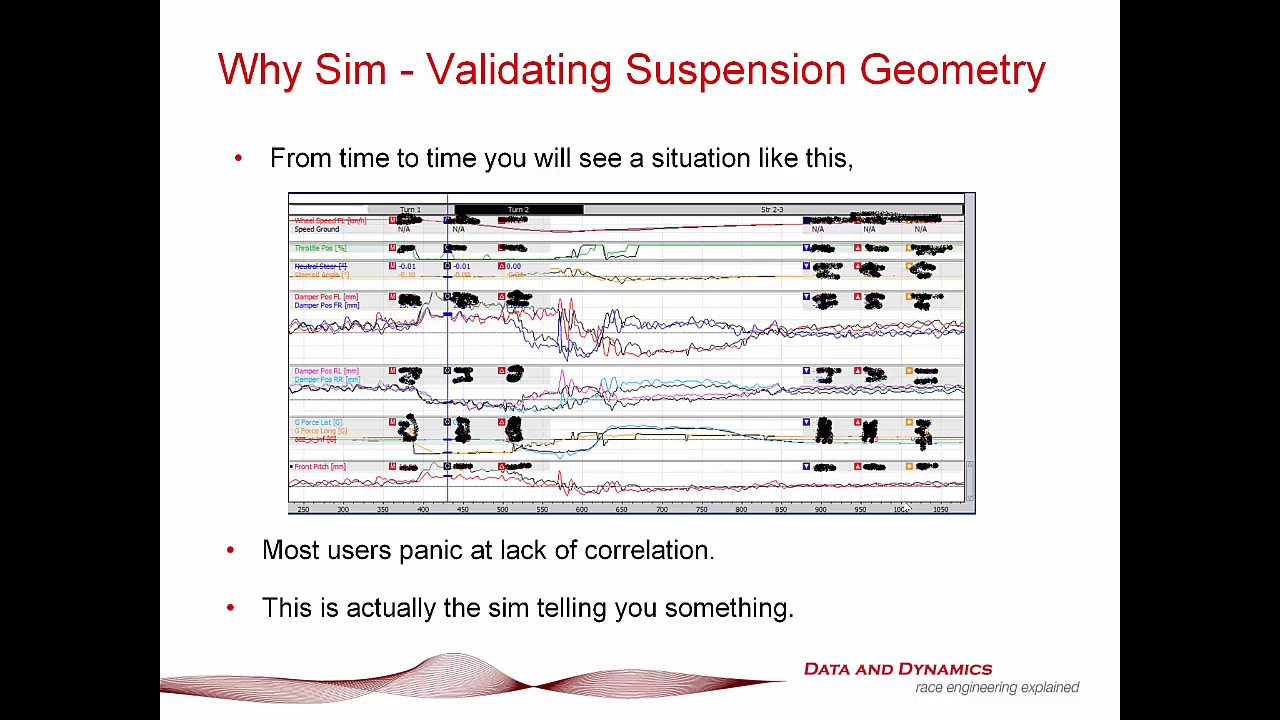 Why Sim - Validating Suspension Geometry
• From time to time you will see a situation like this,
Turn 1 Turn 2 Str 2-3
Wheel Speed FL [km/h]
Speed Ground N/A N/A N/A N/A N/A
Throttle Pos [%]
Neutral Steer [°] -0.01 -0.01 0.00
Steered Angle [°] -0.10
Damper Pos FL [mm]
Damper Pos FR [mm]
Damper Pos RL [mm]
Damper Pos RR [mm]
G Force Lat [G]
G Force Long [G]
Front Pitch [mm]
250 300 350 400 450 500 550 600 650 700 750 800 850 900 950 1000 1050
• Most users panic at lack of correlation.
• This is actually the sim telling you something.
DATA AND DYNAMICS
race engineering explained